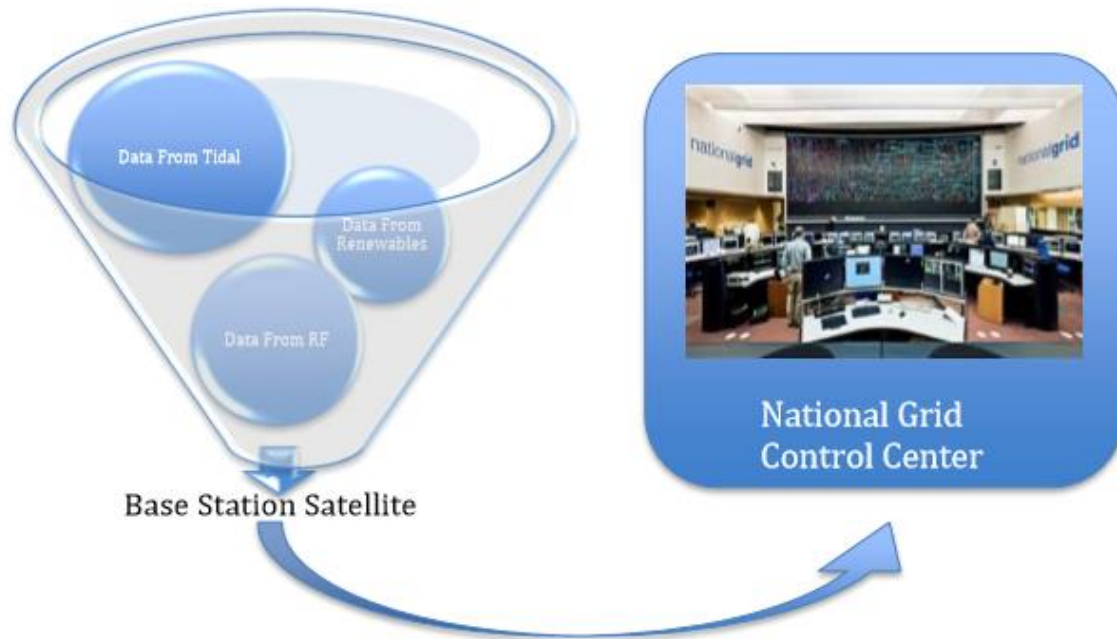 Data From Tidal
Data From
Renewables
Data From RF
Base Station Satellite
nationalgrid
nationalgrid
National Grid
Control Center